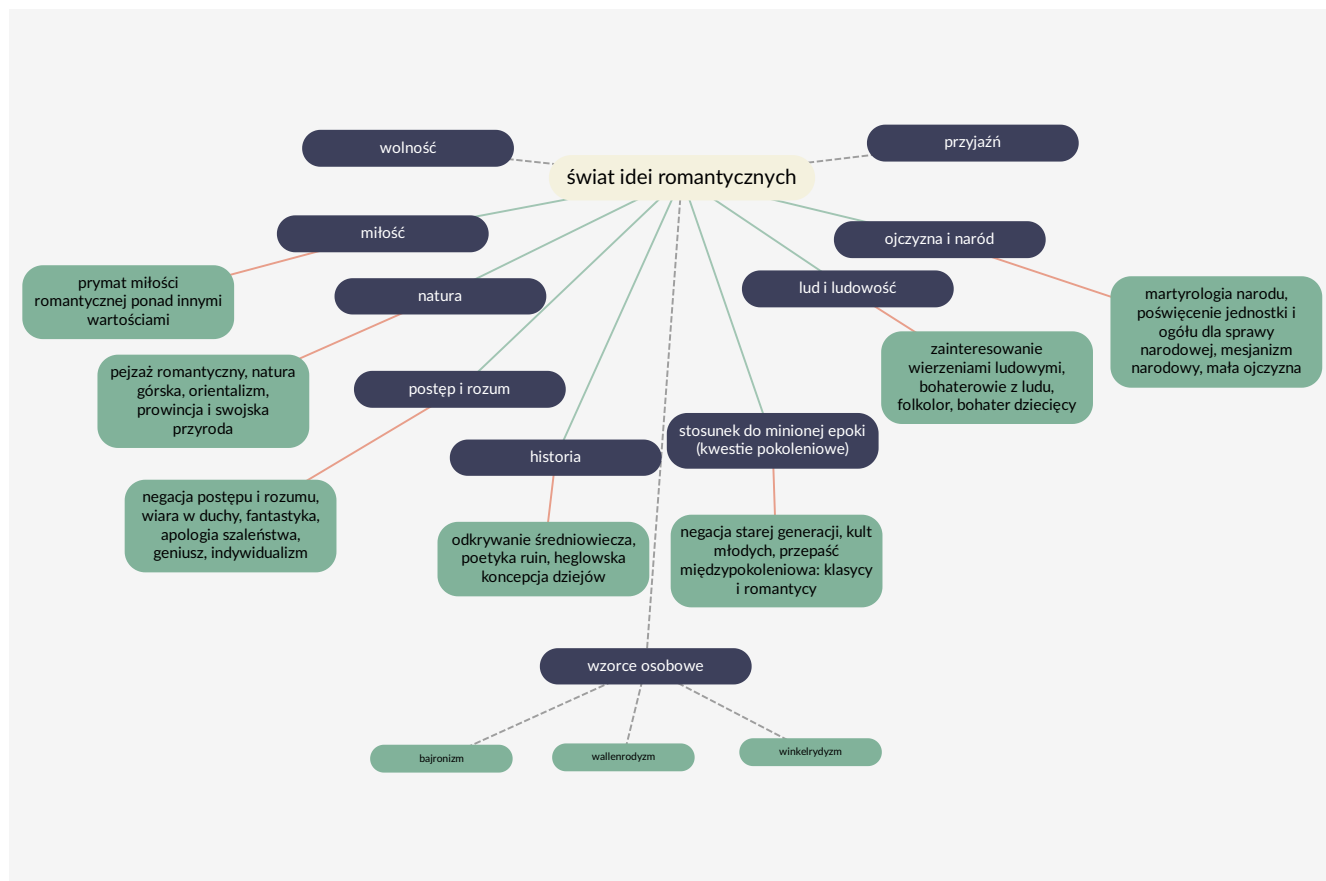 wolność
przyjaźń
świat idei romantycznych
miłość
ojczyzna i naród
prymat miłości
romantycznej ponad innymi
wartościami
natura
lud i ludowość
martyrologia narodu,
poświęcenie jednostki i
ogółu dla sprawy
narodowej, mesjanizm
narodowy, mała ojczyzna
pejzaż romantyczny, natura
górska, orientalizm,
prowincja i swojska
przyroda
zainteresowanie
wierzeniami ludowymi,
bohaterowie z ludu,
folkolor, bohater dziecięcy
postęp i rozum
stosunek do minionej epoki
(kwestie pokoleniowe)
historia
negacja postępu i rozumu,
wiara w duchy, fantastyka,
apologia szaleństwa,
geniusz, indywidualizm
odkrywanie średniowiecza,
poetyka ruin, heglowska
koncepcja dziejów
negacja starej generacji, kult
młodych, przepaść
międzypokoleniowa: klasycy
i romantycy
wzorce osobowe
bajronizm
wallenrodyzm
winkelrydyzm